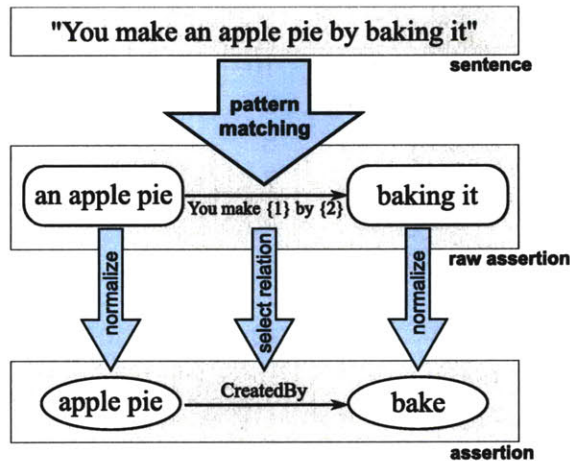 "You make an apple pie by baking it"
sentence
pattern
matching
an apple pie
You make {1} by {2}
baking it
raw assertion
normalize
select relation
normalize
apple pie
CreatedBy
bake
assertion